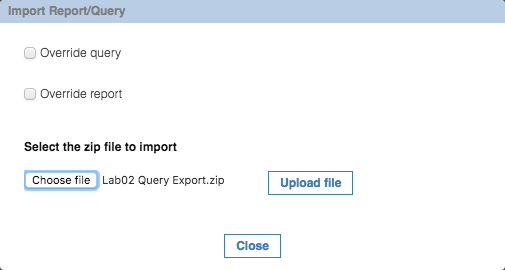 Import Report/Query
Override query
Override report
Select the zip file to import
Choose file Lab02 Query Export.zip Upload file
Close